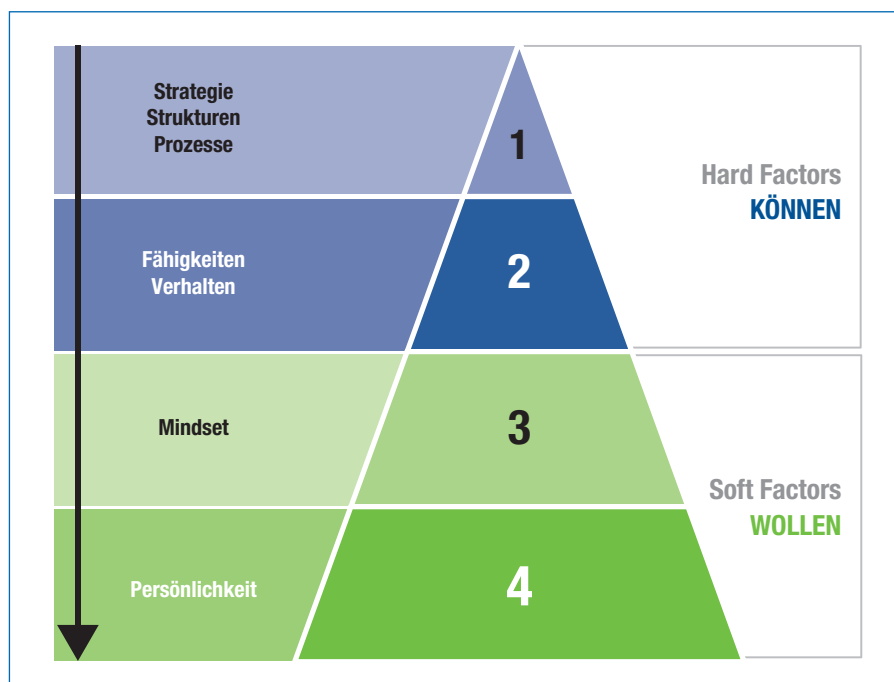 Strategie
Strukturen
Prozesse
1
Hard Factors
KÖNNEN
Fähigkeiten
Verhalten
2
Mindset
3
Soft Factors
WOLLEN
Persönlichkeit
4